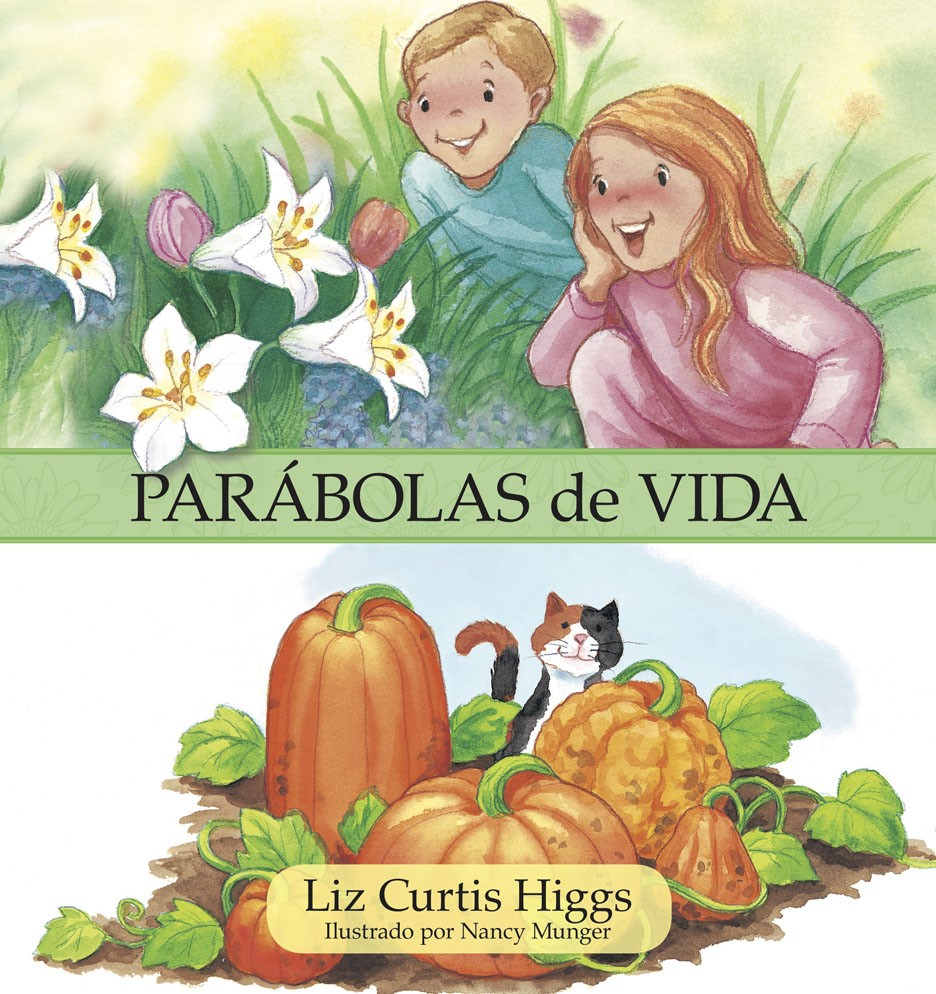 PARÁBOLAS de VIDA
Liz Curtis Higgs
Ilustrado por Nancy Munger